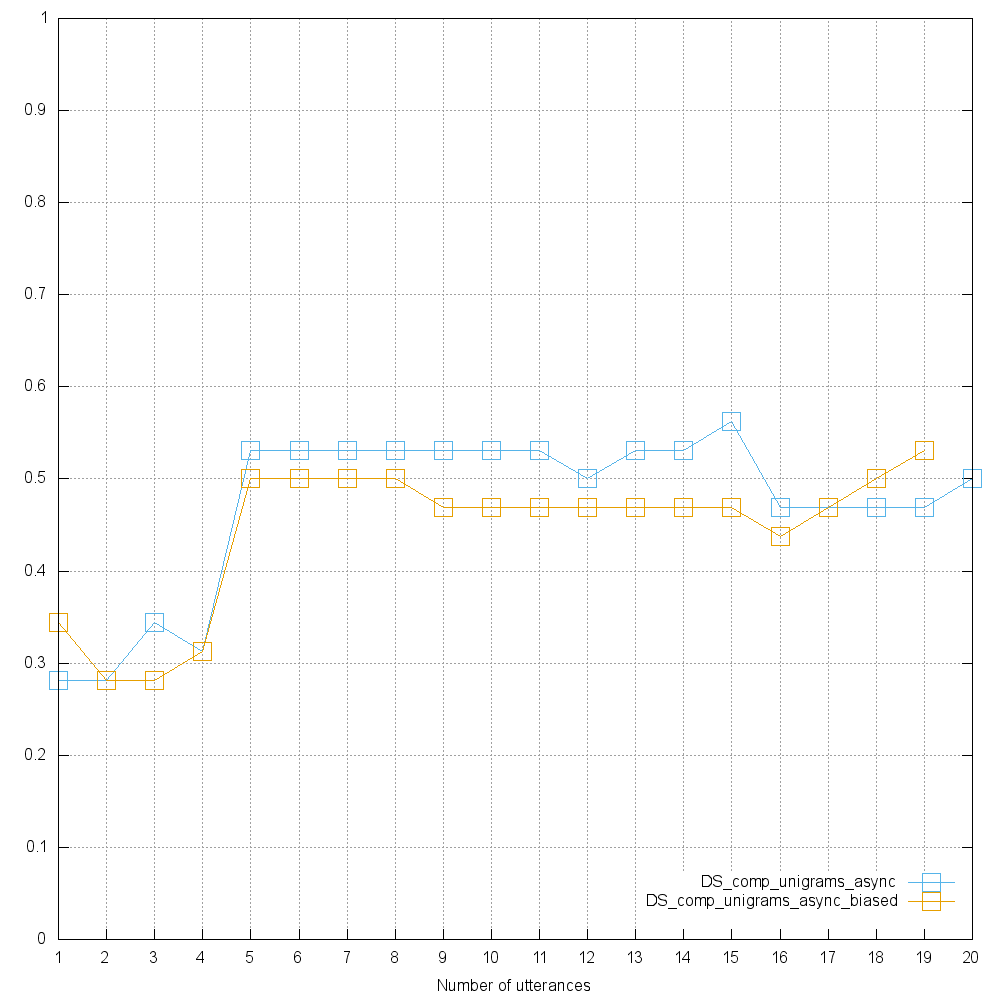 1
0.9
0.8
0.7
0.6
0.5
0.4
0.3
0.2
0.1
0
DS_comp_unigrams_async
DS_comp_unigrams_async_biased
1 2 3 4 5 6 7 8 9 10 11 12 13 14 15 16 17 18 19 20
Number of utterances